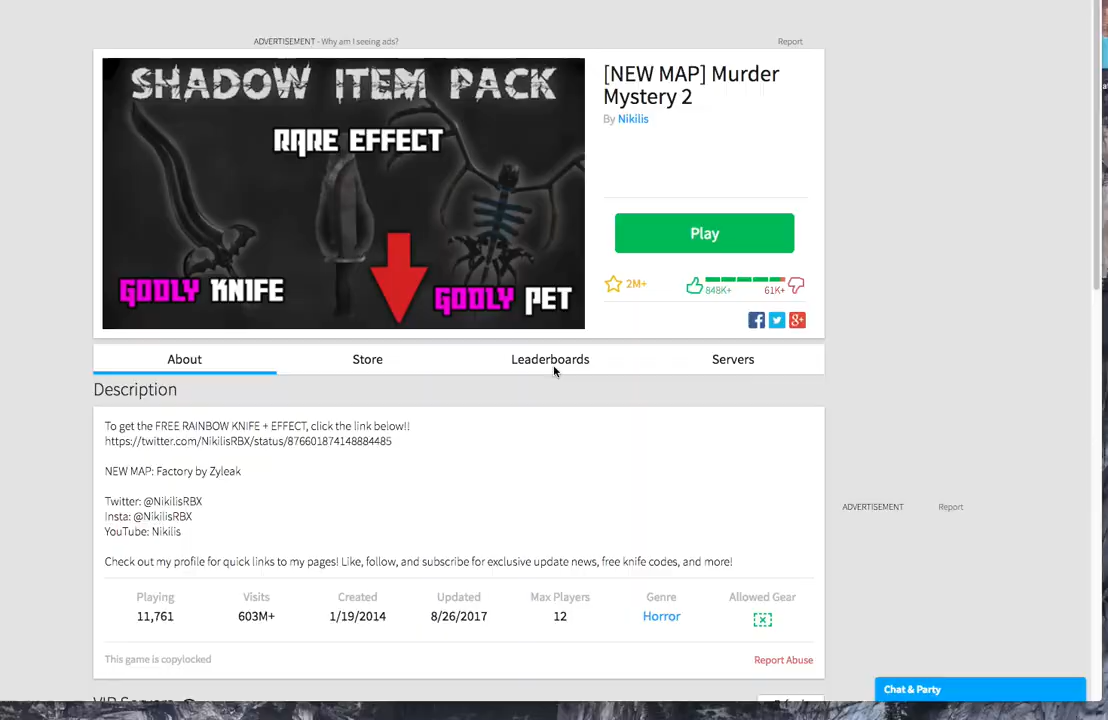 ADVERTISEMENT - Why am I seeing ads?
Report
SHADOW ITEM PACK
RARE EFFECT
GODLY KNIFE
GODLY PET
[NEW MAP] Murder
Mystery 2
By Nikilis
Play
2M+
848K+
61K+
About
Store
Leaderboards
Servers
Description
To get the FREE RAINBOW KNIFE + EFFECT, click the link below!!
https://twitter.com/NikilisRBX/status/876601874148884485
NEW MAP: Factory by Zyleak
Twitter: @NikilisRBX
Insta: @NikilisRBX
YouTube: Nikilis
Check out my profile for quick links to my pages! Like, follow, and subscribe for exclusive update news, free knife codes, and more!
Playing
Visits
Created
Updated
Max Players
Genre
Allowed Gear
11,761
603M+
1/19/2014
8/26/2017
12
Horror
This game is copylocked
Report Abuse
ADVERTISEMENT
Report
Chat & Party